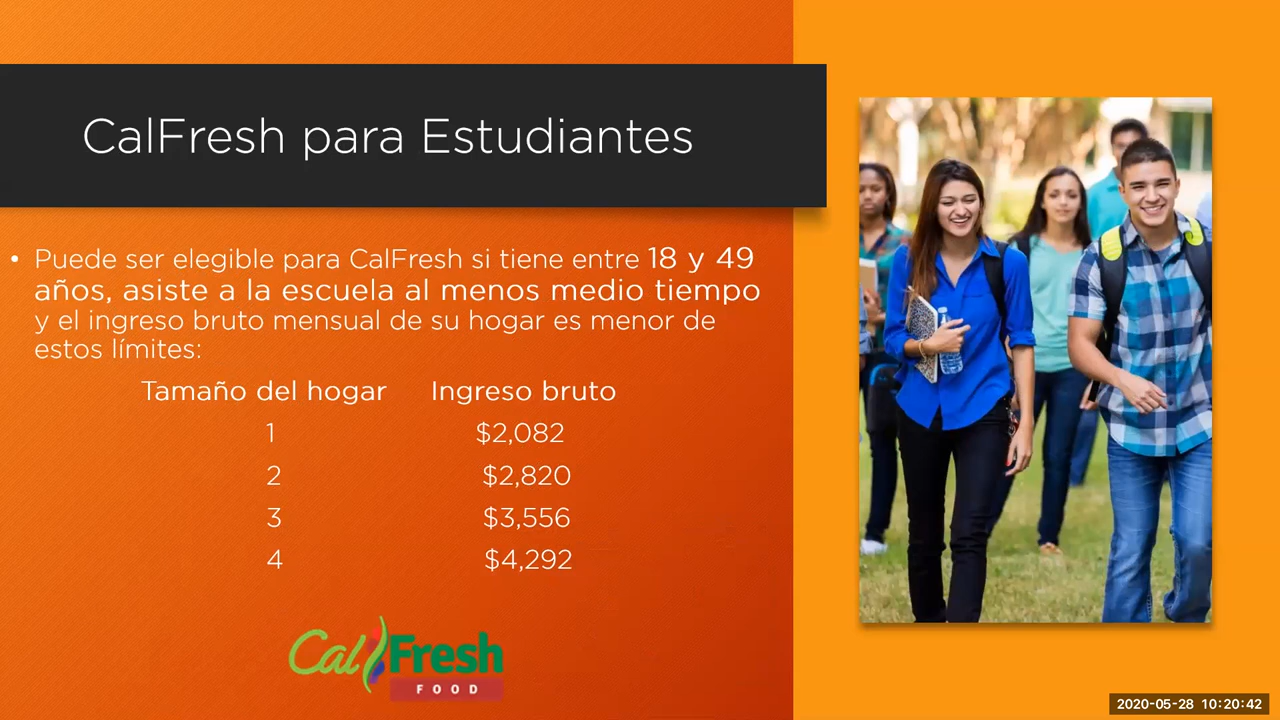 CalFresh para Estudiantes
• Puede ser elegible para CalFresh si tiene entre 18 y 49
años, asiste a la escuela al menos medio tiempo
y el ingreso bruto mensual de su hogar es menor de
estos límites:
Tamaño del hogar Ingreso bruto
1 $2,082
2 $2,820
3 $3,556
4 $4,292
CalFresh
FOOD
2020-05-28 10:20:42